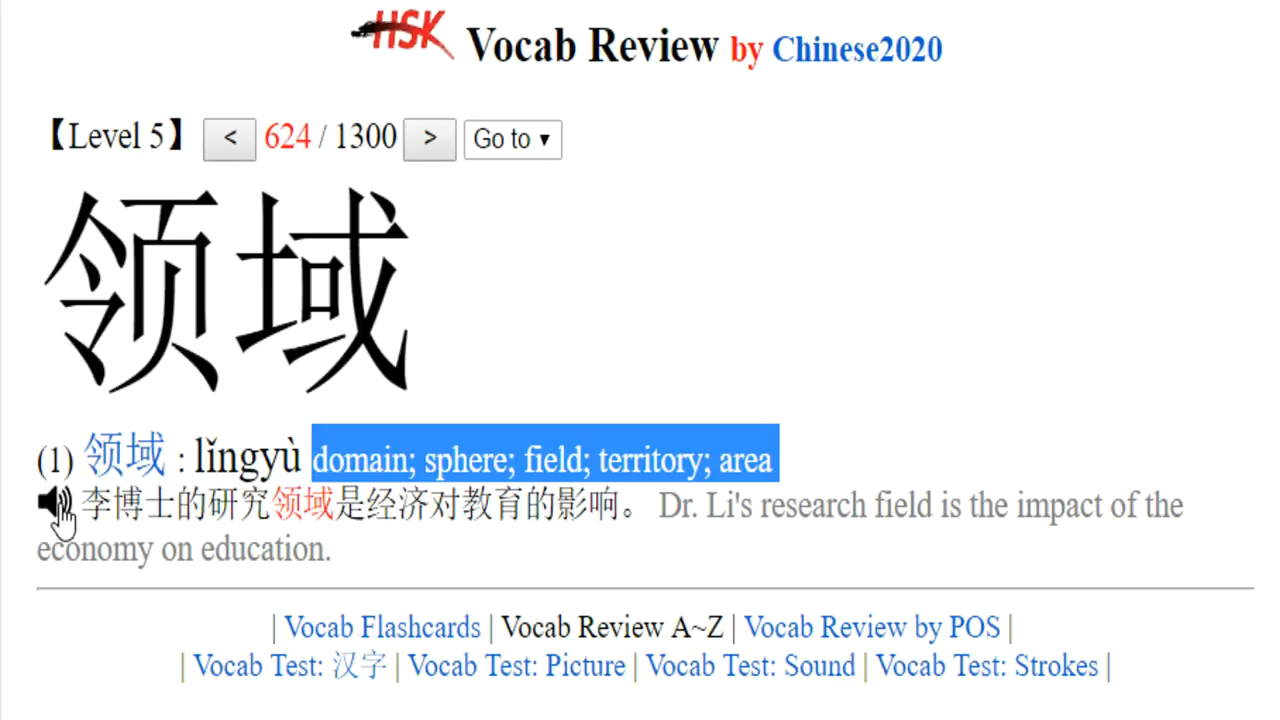 HSK Vocab Review by Chinese2020
【Level 5】 < 624 / 1300 > Go to ▾
领域
(1) 领域 : lǐngyù domain; sphere; field; territory; area
李博士的研究领域是经济对教育的影响。 Dr. Li's research field is the impact of the
economy on education.
| Vocab Flashcards | Vocab Review A~Z | Vocab Review by POS |
| Vocab Test: 汉字 | Vocab Test: Picture | Vocab Test: Sound | Vocab Test: Strokes |